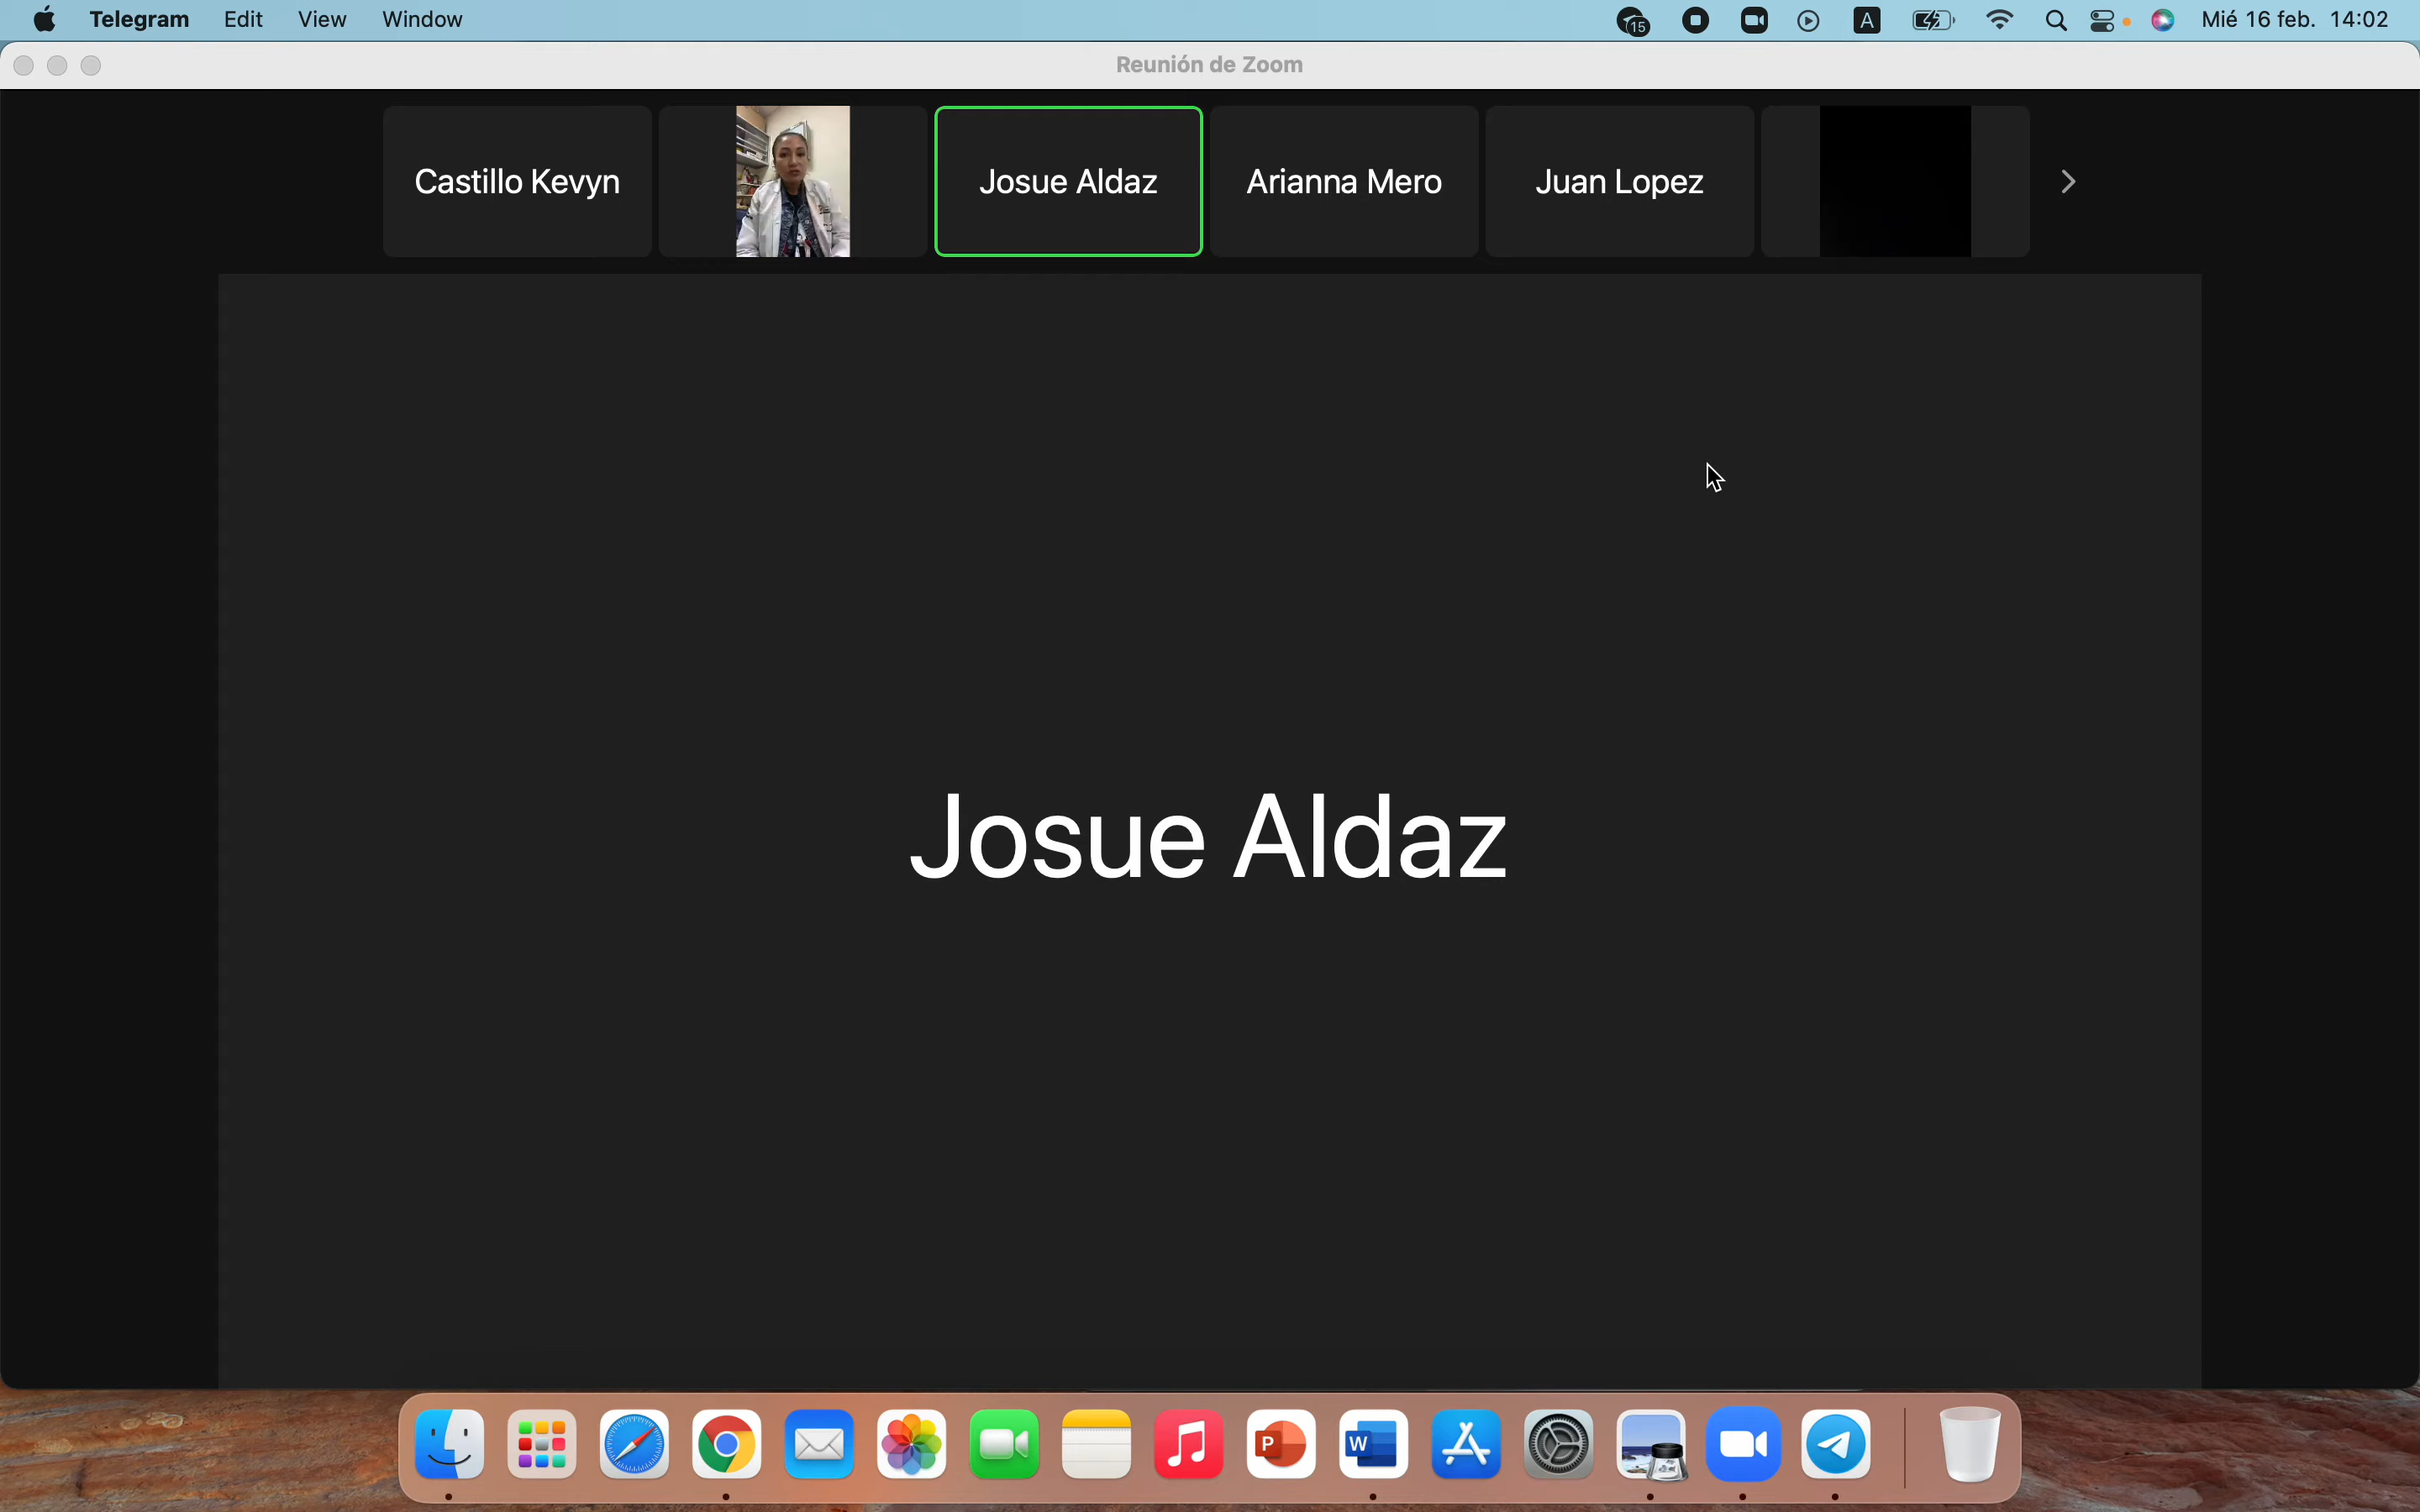 Telegram Edit View Window 15 A Mié 16 feb. 14:02
Reunión de Zoom
Castillo Kevyn Josue Aldaz Arianna Mero Juan Lopez
Josue Aldaz
P W